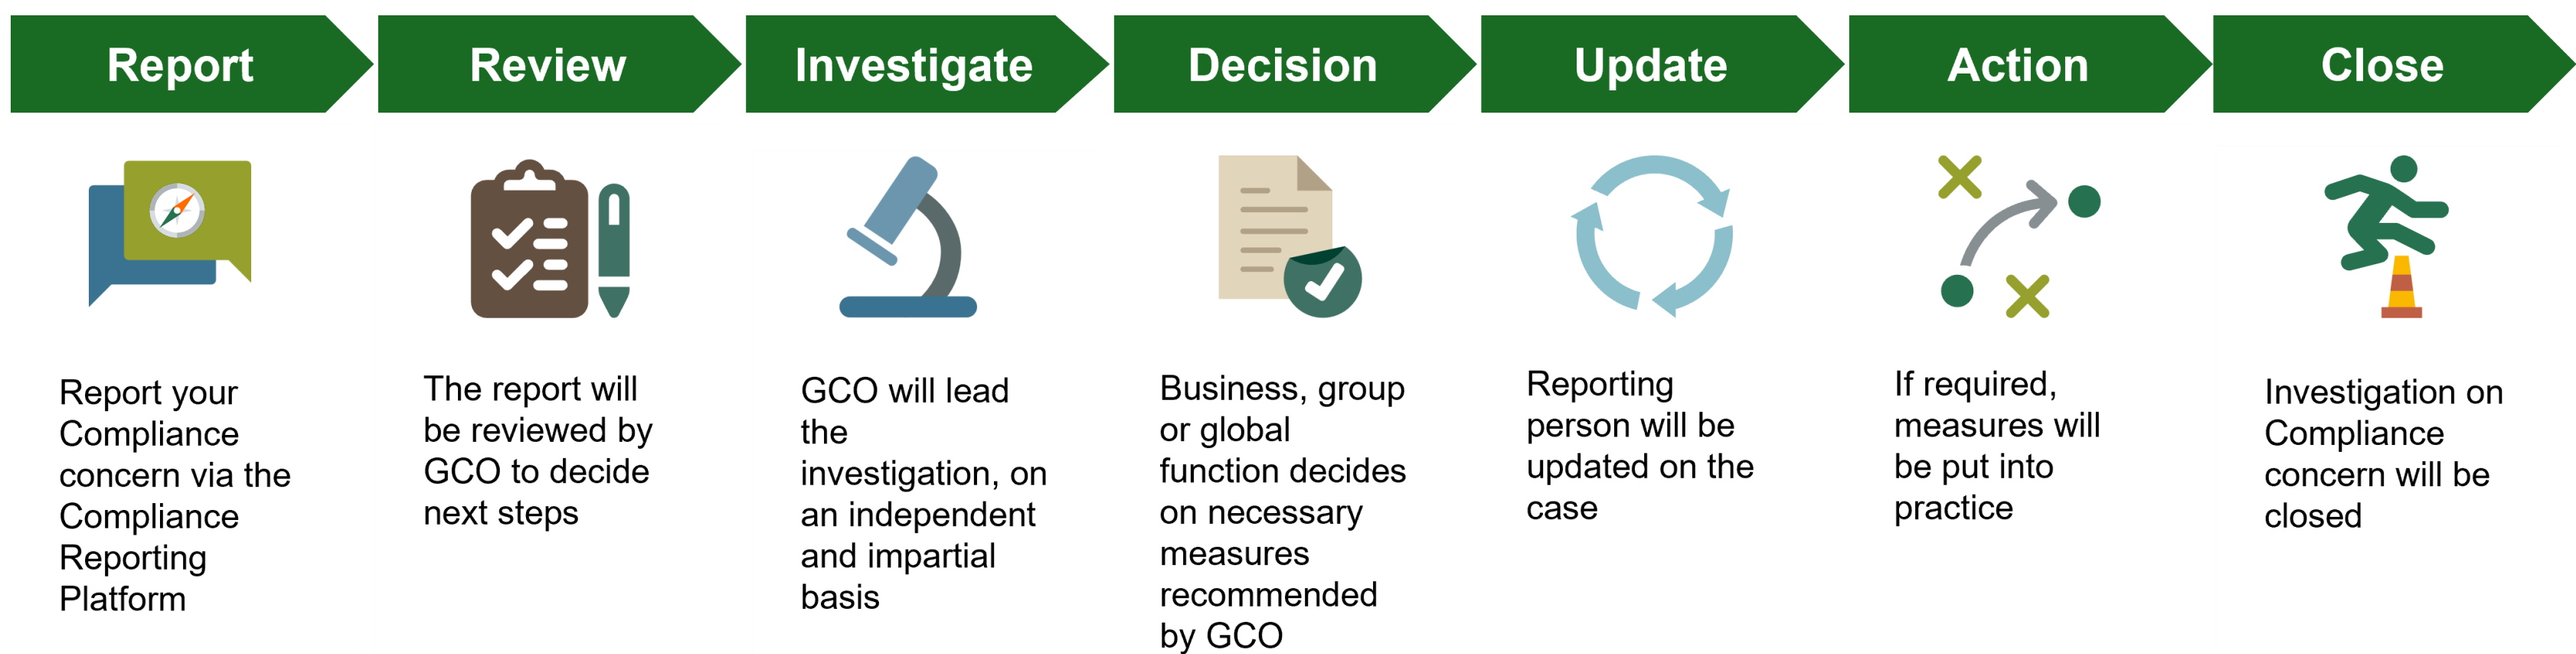 Report
Review
Investigate
Decision
Update
Action
Close
Report your
Compliance
concern via the
Compliance
Reporting
Platform
The report will
be reviewed by
GCO to decide
next steps
GCO will lead
the
investigation, on
an independent
and impartial
basis
Business, group
or global
function decides
on necessary
measures
recommended
by GCO
Reporting
person will be
updated on the
case
If required,
measures will
be put into
practice
Investigation on
Compliance
concern will be
closed